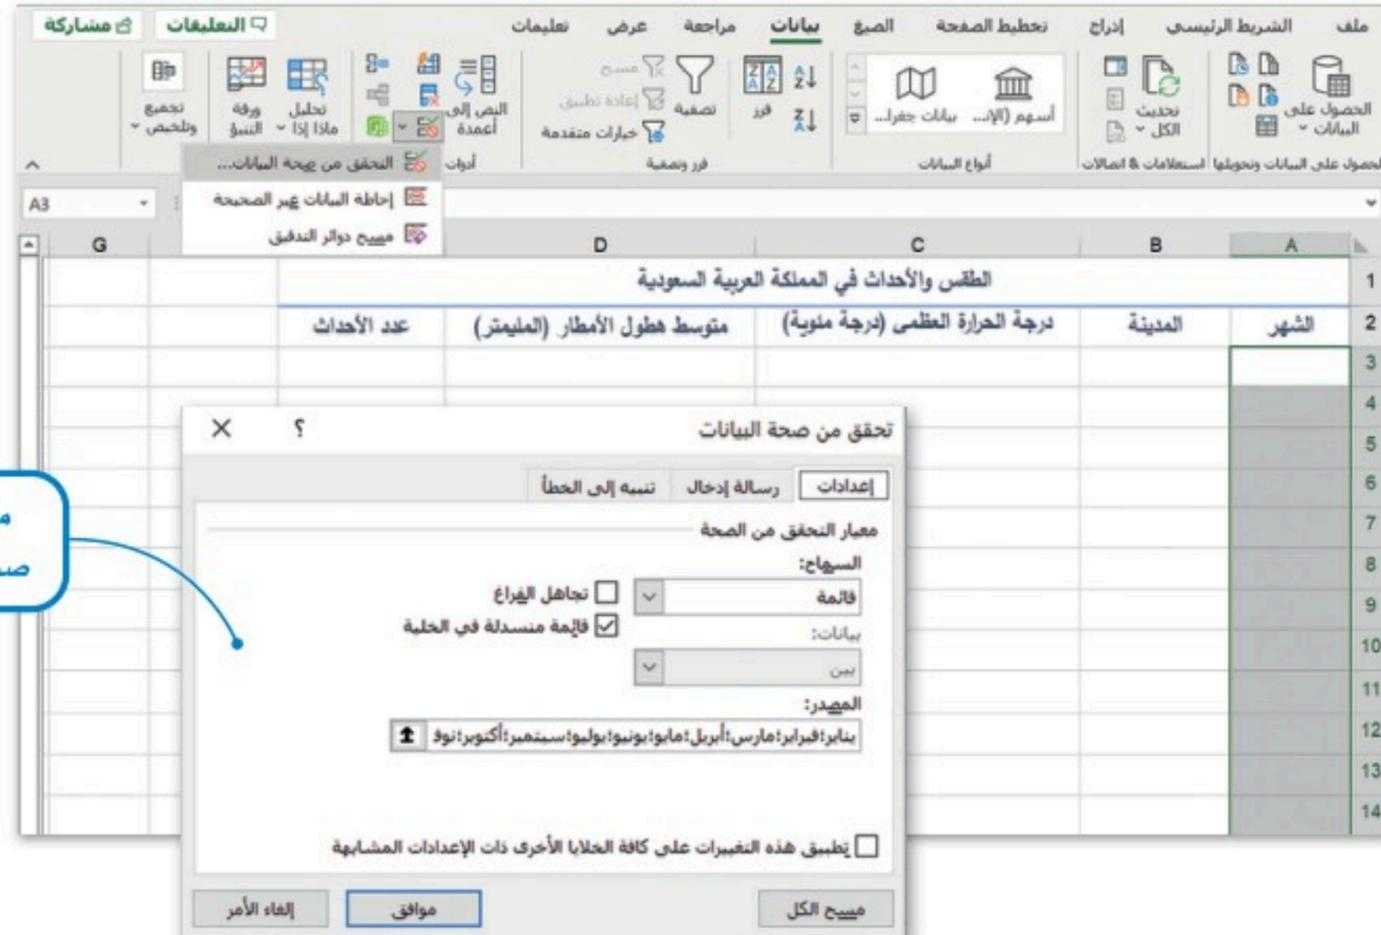 ملف الشريط الرئيسي إدراج تخطيط الصفحة الصيغ بيانات مراجعة عرض تعليمات التعليقات مشاركة
الحصول على البيانات
تحديث الكل
أسهم (الإن... بيانات جغرا...
فرز
تصفية
مسح
إعادة تطبيق
خيارات متقدمة
النص إلى أعمدة
تحليل ماذا إذا
ورقة التنبؤ
تجميع وتلخيص
الحصول على البيانات وتحويلها استعلامات & اتصالات أنواع البيانات فرز وتصفية أدوات
التحقق من صحة البيانات...
إحاطة البيانات غير الصحيحة
مسح دوائر التدقيق
A3
A B C D G
1 الطقس والأحداث في المملكة العربية السعودية
2 الشهر المدينة درجة الحرارة العظمى (درجة مئوية) متوسط هطول الأمطار (المليمتر) عدد الأحداث
3
4
5
6
7
8
9
10
11
12
13
14
تحقق من صحة البيانات ؟ ×
إعدادات رسالة إدخال تنبيه إلى الخطأ
معيار التحقق من الصحة
السماح:
قائمة تجاهل الفراغ
قائمة منسدلة في الخلية
بيانات:
بين
المصدر:
يناير؛فبراير؛مارس؛أبريل؛مايو؛يونيو؛يوليو؛سبتمبر؛أكتوبر؛نوف
تطبيق هذه التغييرات على كافة الخلايا الأخرى ذات الإعدادات المشابهة
مسح الكل موافق إلغاء الأمر